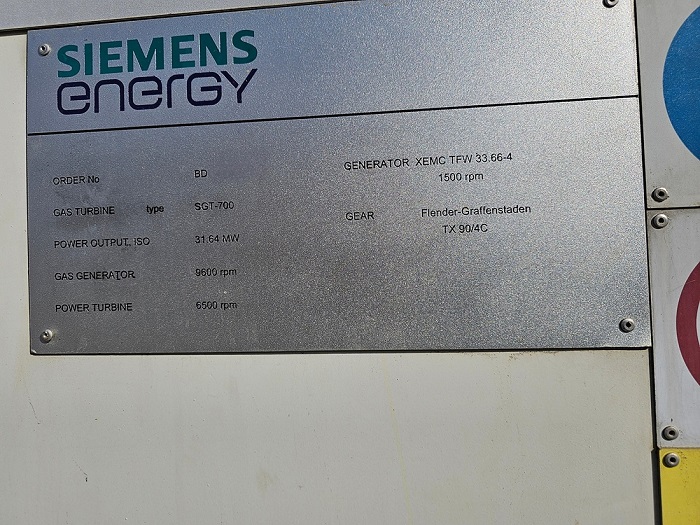 SIEMENS
energy
ORDER No BD
GAS TURBINE type SGT-700
POWER OUTPUT, ISO 31.64 MW
GAS GENERATOR 9600 rpm
POWER TURBINE 6500 rpm
GENERATOR XEMC TFW 33.66-4
1500 rpm
GEAR Flender-Graffenstaden
TX 90/4C